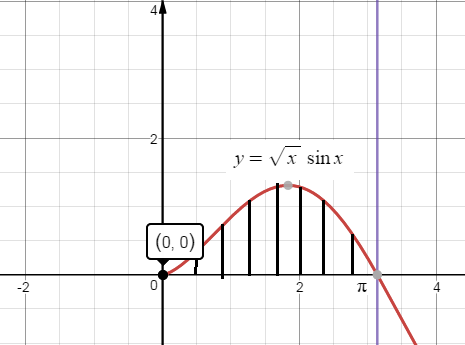 4
2
y = √x sin x
(0, 0)
-2 0 2 π 4